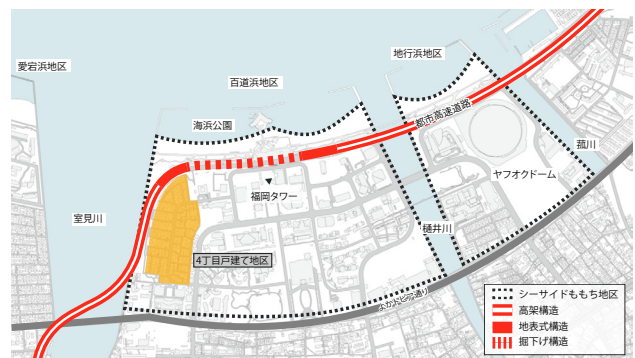 地行浜地区
愛宕浜地区
百道浜地区
海浜公園
都市高速道路
菰川
ヤフオクドーム
福岡タワー
室見川
樋井川
4丁目戸建て地区
よかトピア通り
シーサイドももち地区
高架構造
地表式構造
掘下げ構造